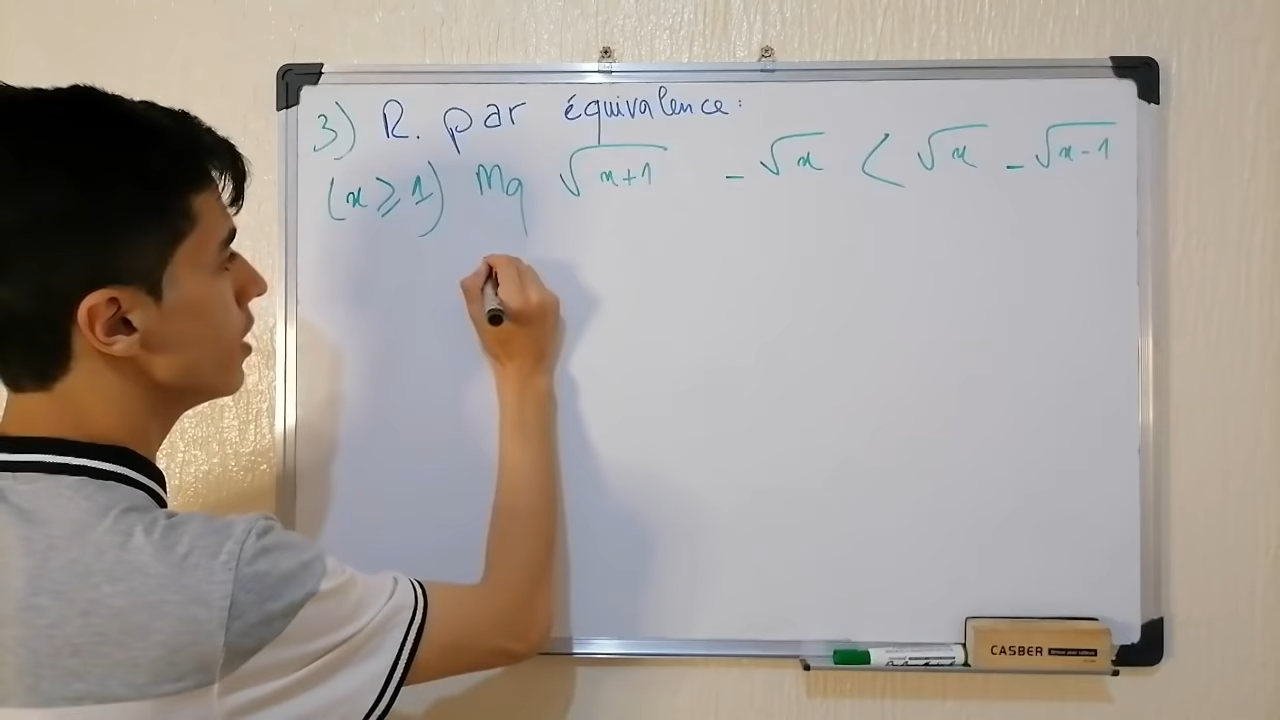 3) R. par équivalence:
(x ≥ 1) Mq √x+1 - √x < √x - √x-1
CASBER